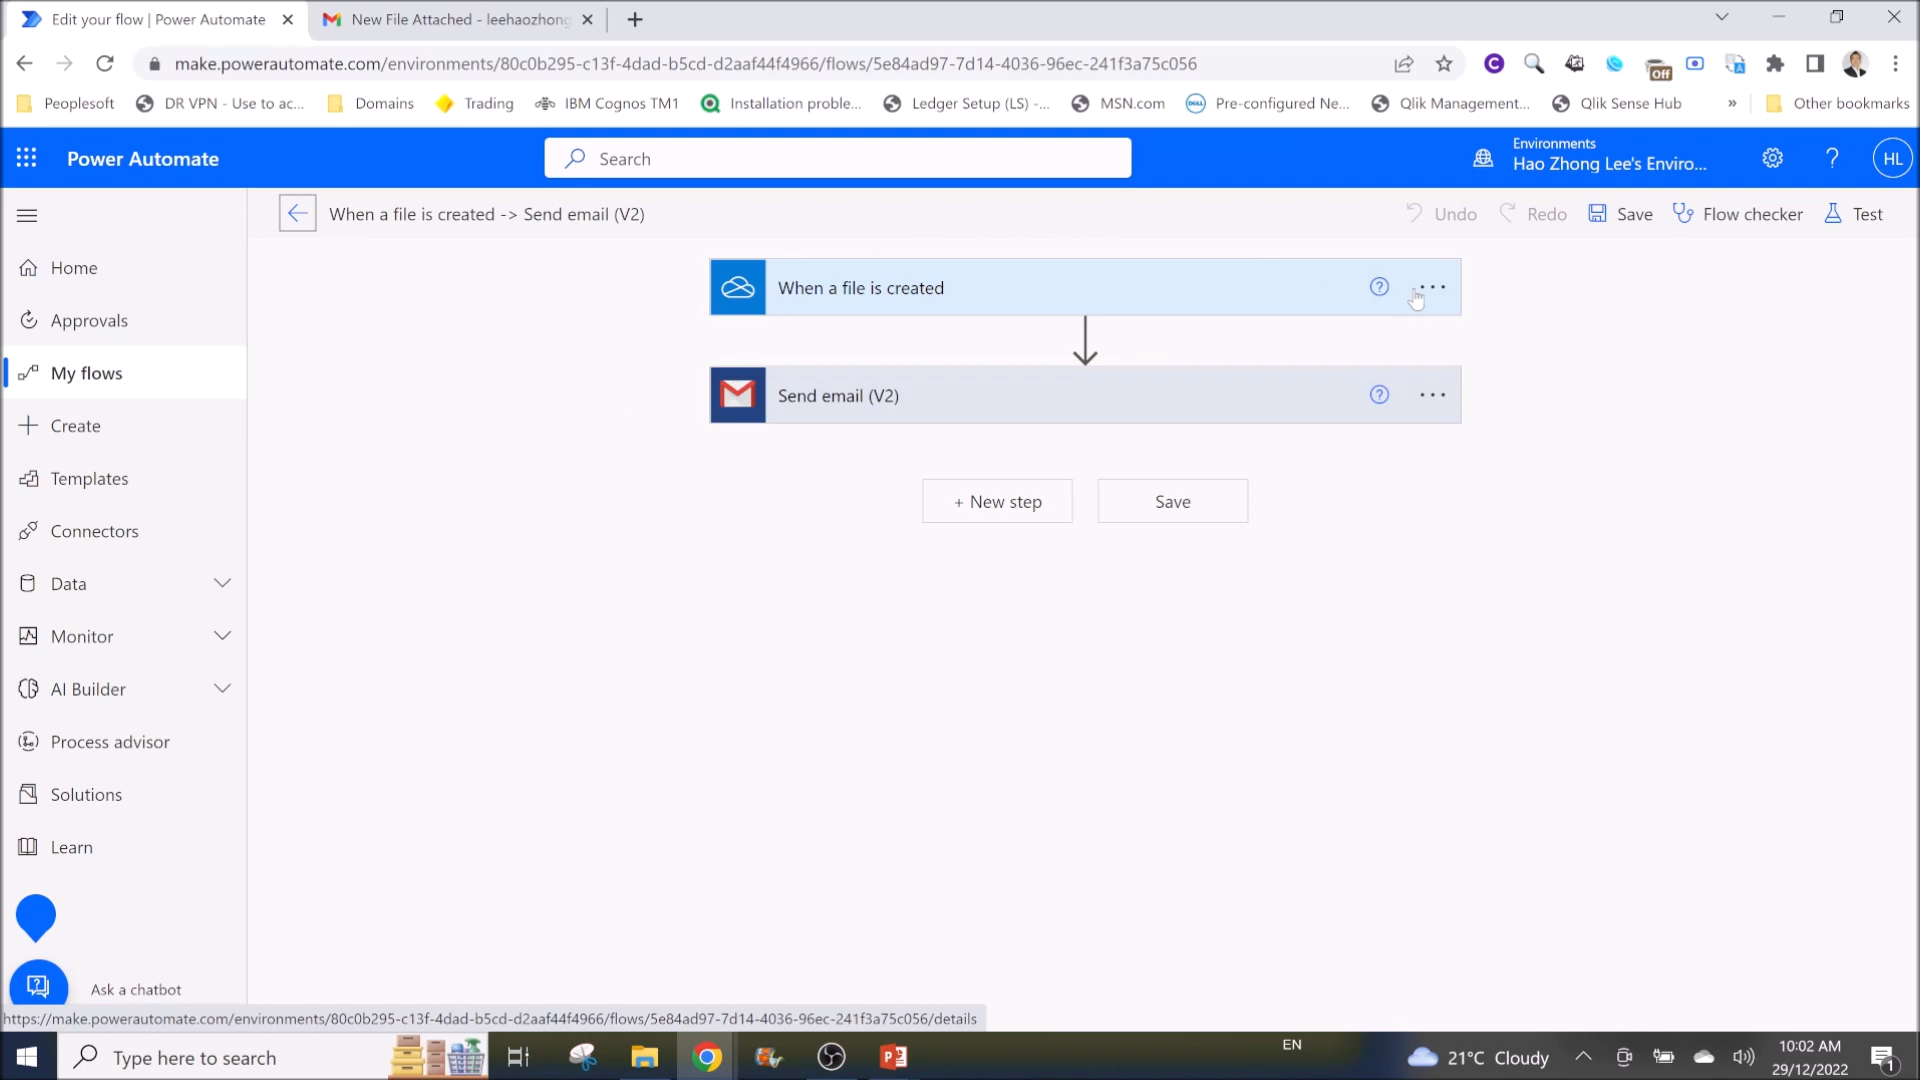 Edit your flow | Power Automate
New File Attached - leehaozhong
make.powerautomate.com/environments/80c0b295-c13f-4dad-b5cd-d2aaf44f4966/flows/5e84ad97-7d14-4036-96ec-241f3a75c056
Off
Peoplesoft
DR VPN - Use to ac...
Domains
Trading
IBM Cognos TM1
Installation proble...
Ledger Setup (LS) -...
MSN.com
Pre-configured Ne...
Qlik Management...
Qlik Sense Hub
»
Other bookmarks
Power Automate
Search
Environments
Hao Zhong Lee's Enviro...
?
HL
When a file is created -> Send email (V2)
Undo
Redo
Save
Flow checker
Test
Home
Approvals
My flows
Create
Templates
Connectors
Data
Monitor
AI Builder
Process advisor
Solutions
Learn
Ask a chatbot
When a file is created
Send email (V2)
+ New step
Save
https://make.powerautomate.com/environments/80c0b295-c13f-4dad-b5cd-d2aaf44f4966/flows/5e84ad97-7d14-4036-96ec-241f3a75c056/details
Type here to search
EN
21°C Cloudy
10:02 AM
29/12/2022
1